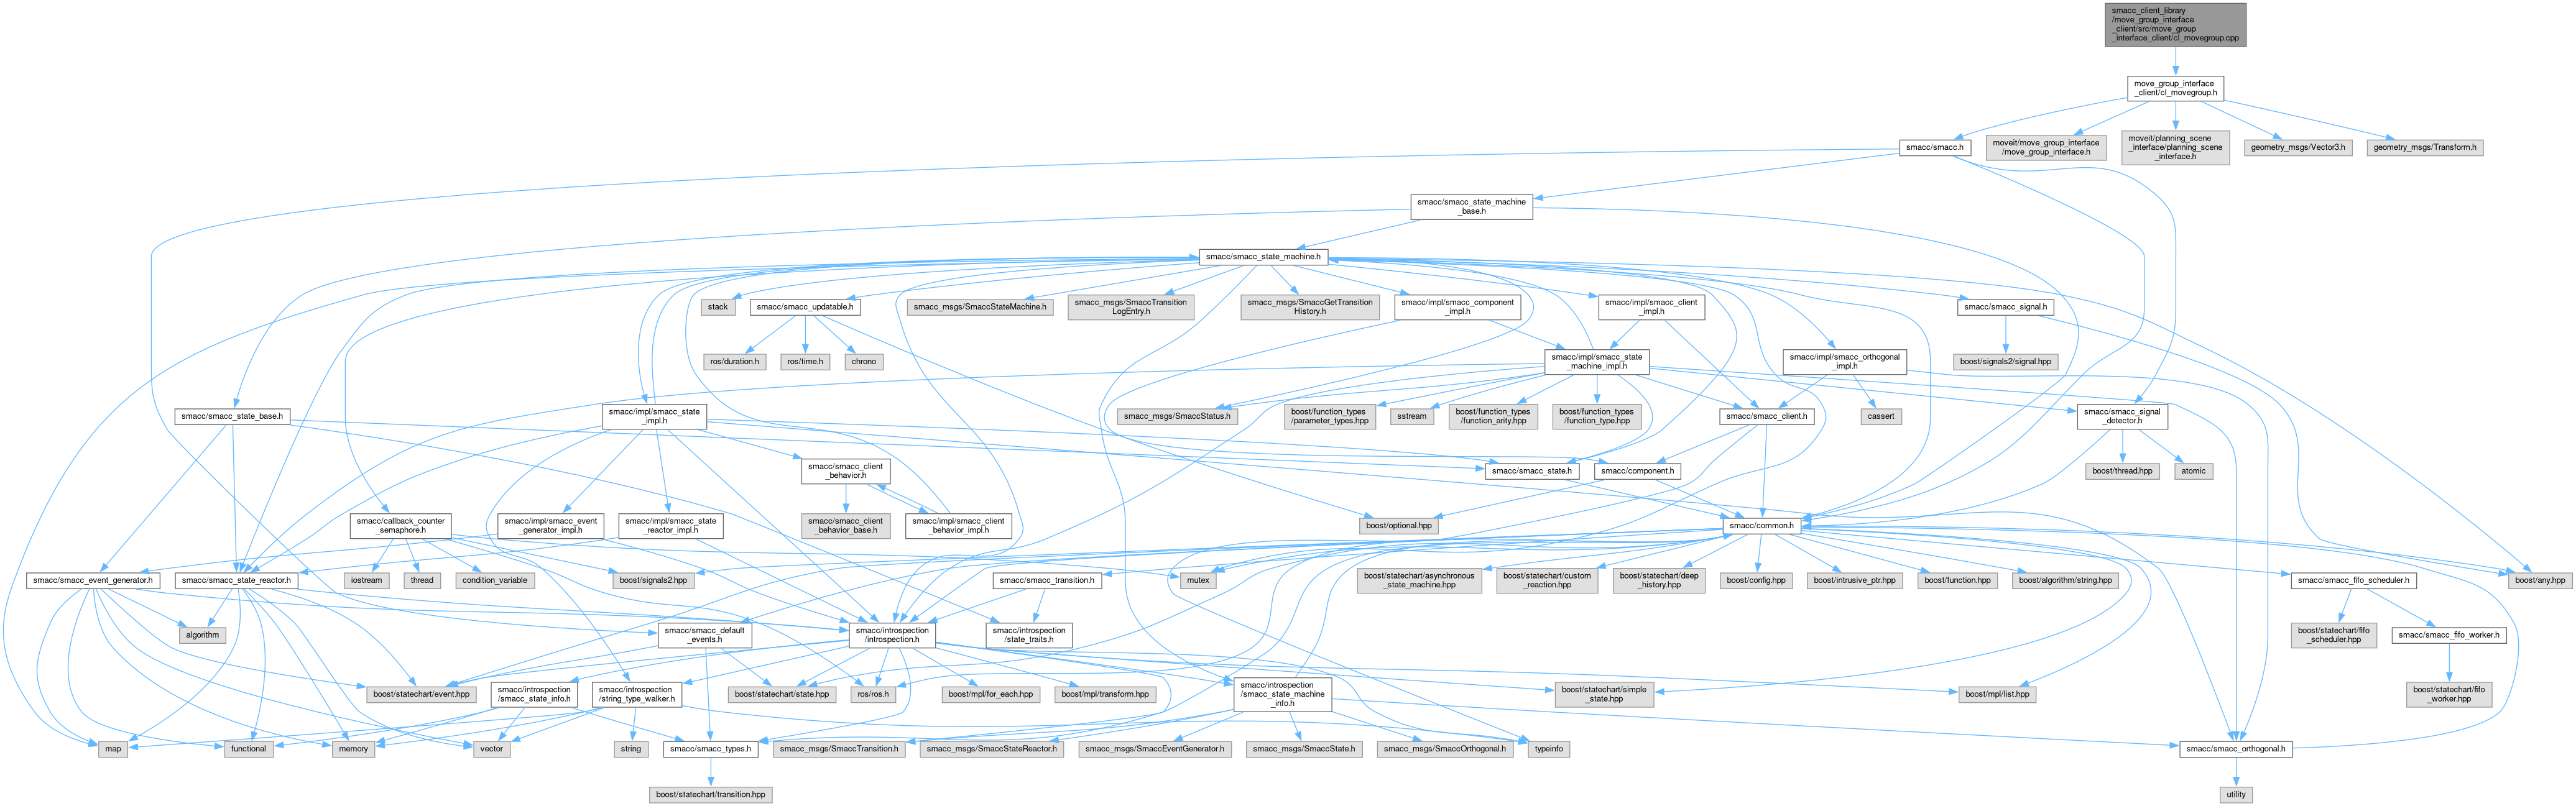 smacc_client_library
/move_group_interface
_client/src/move_group
_interface_client/cl_movegroup.cpp
move_group_interface
_client/cl_movegroup.h
smacc/smacc.h
moveit/move_group_interface
/move_group_interface.h
moveit/planning_scene
_interface/planning_scene
_interface.h
geometry_msgs/Vector3.h
geometry_msgs/Transform.h
smacc/smacc_state_machine
_base.h
smacc/smacc_state_machine.h
stack
smacc/smacc_updatable.h
smacc_msgs/SmaccStateMachine.h
smacc_msgs/SmaccTransition
LogEntry.h
smacc_msgs/SmaccGetTransition
History.h
smacc/impl/smacc_component
_impl.h
smacc/impl/smacc_client
_impl.h
smacc/smacc_signal.h
ros/duration.h
ros/time.h
chrono
smacc/impl/smacc_state
_machine_impl.h
smacc/impl/smacc_orthogonal
_impl.h
boost/signals2/signal.hpp
smacc/smacc_state_base.h
smacc/impl/smacc_state
_impl.h
smacc_msgs/SmaccStatus.h
boost/function_types
/parameter_types.hpp
sstream
boost/function_types
/function_arity.hpp
boost/function_types
/function_type.hpp
smacc/smacc_client.h
cassert
smacc/smacc_signal
_detector.h
smacc/smacc_client
_behavior.h
smacc/smacc_state.h
smacc/component.h
boost/thread.hpp
atomic
smacc/callback_counter
_semaphore.h
smacc/impl/smacc_event
_generator_impl.h
smacc/impl/smacc_state
_reactor_impl.h
smacc/smacc_client
_behavior_base.h
smacc/impl/smacc_client
_behavior_impl.h
boost/optional.hpp
smacc/common.h
smacc/smacc_event_generator.h
smacc/smacc_state_reactor.h
iostream
thread
condition_variable
boost/signals2.hpp
smacc/smacc_transition.h
mutex
boost/statechart/asynchronous
_state_machine.hpp
boost/statechart/custom
_reaction.hpp
boost/statechart/deep
_history.hpp
boost/config.hpp
boost/intrusive_ptr.hpp
boost/function.hpp
boost/algorithm/string.hpp
smacc/smacc_fifo_scheduler.h
boost/any.hpp
algorithm
smacc/smacc_default
_events.h
smacc/introspection
/introspection.h
smacc/introspection
/state_traits.h
boost/statechart/fifo
_scheduler.hpp
smacc/smacc_fifo_worker.h
boost/statechart/event.hpp
smacc/introspection
/smacc_state_info.h
smacc/introspection
/string_type_walker.h
boost/statechart/state.hpp
ros/ros.h
boost/mpl/for_each.hpp
boost/mpl/transform.hpp
smacc/introspection
/smacc_state_machine
_info.h
boost/statechart/simple
_state.hpp
boost/mpl/list.hpp
boost/statechart/fifo
_worker.hpp
map
functional
memory
vector
string
smacc/smacc_types.h
smacc_msgs/SmaccTransition.h
smacc_msgs/SmaccStateReactor.h
smacc_msgs/SmaccEventGenerator.h
smacc_msgs/SmaccState.h
smacc_msgs/SmaccOrthogonal.h
typeinfo
smacc/smacc_orthogonal.h
boost/statechart/transition.hpp
utility